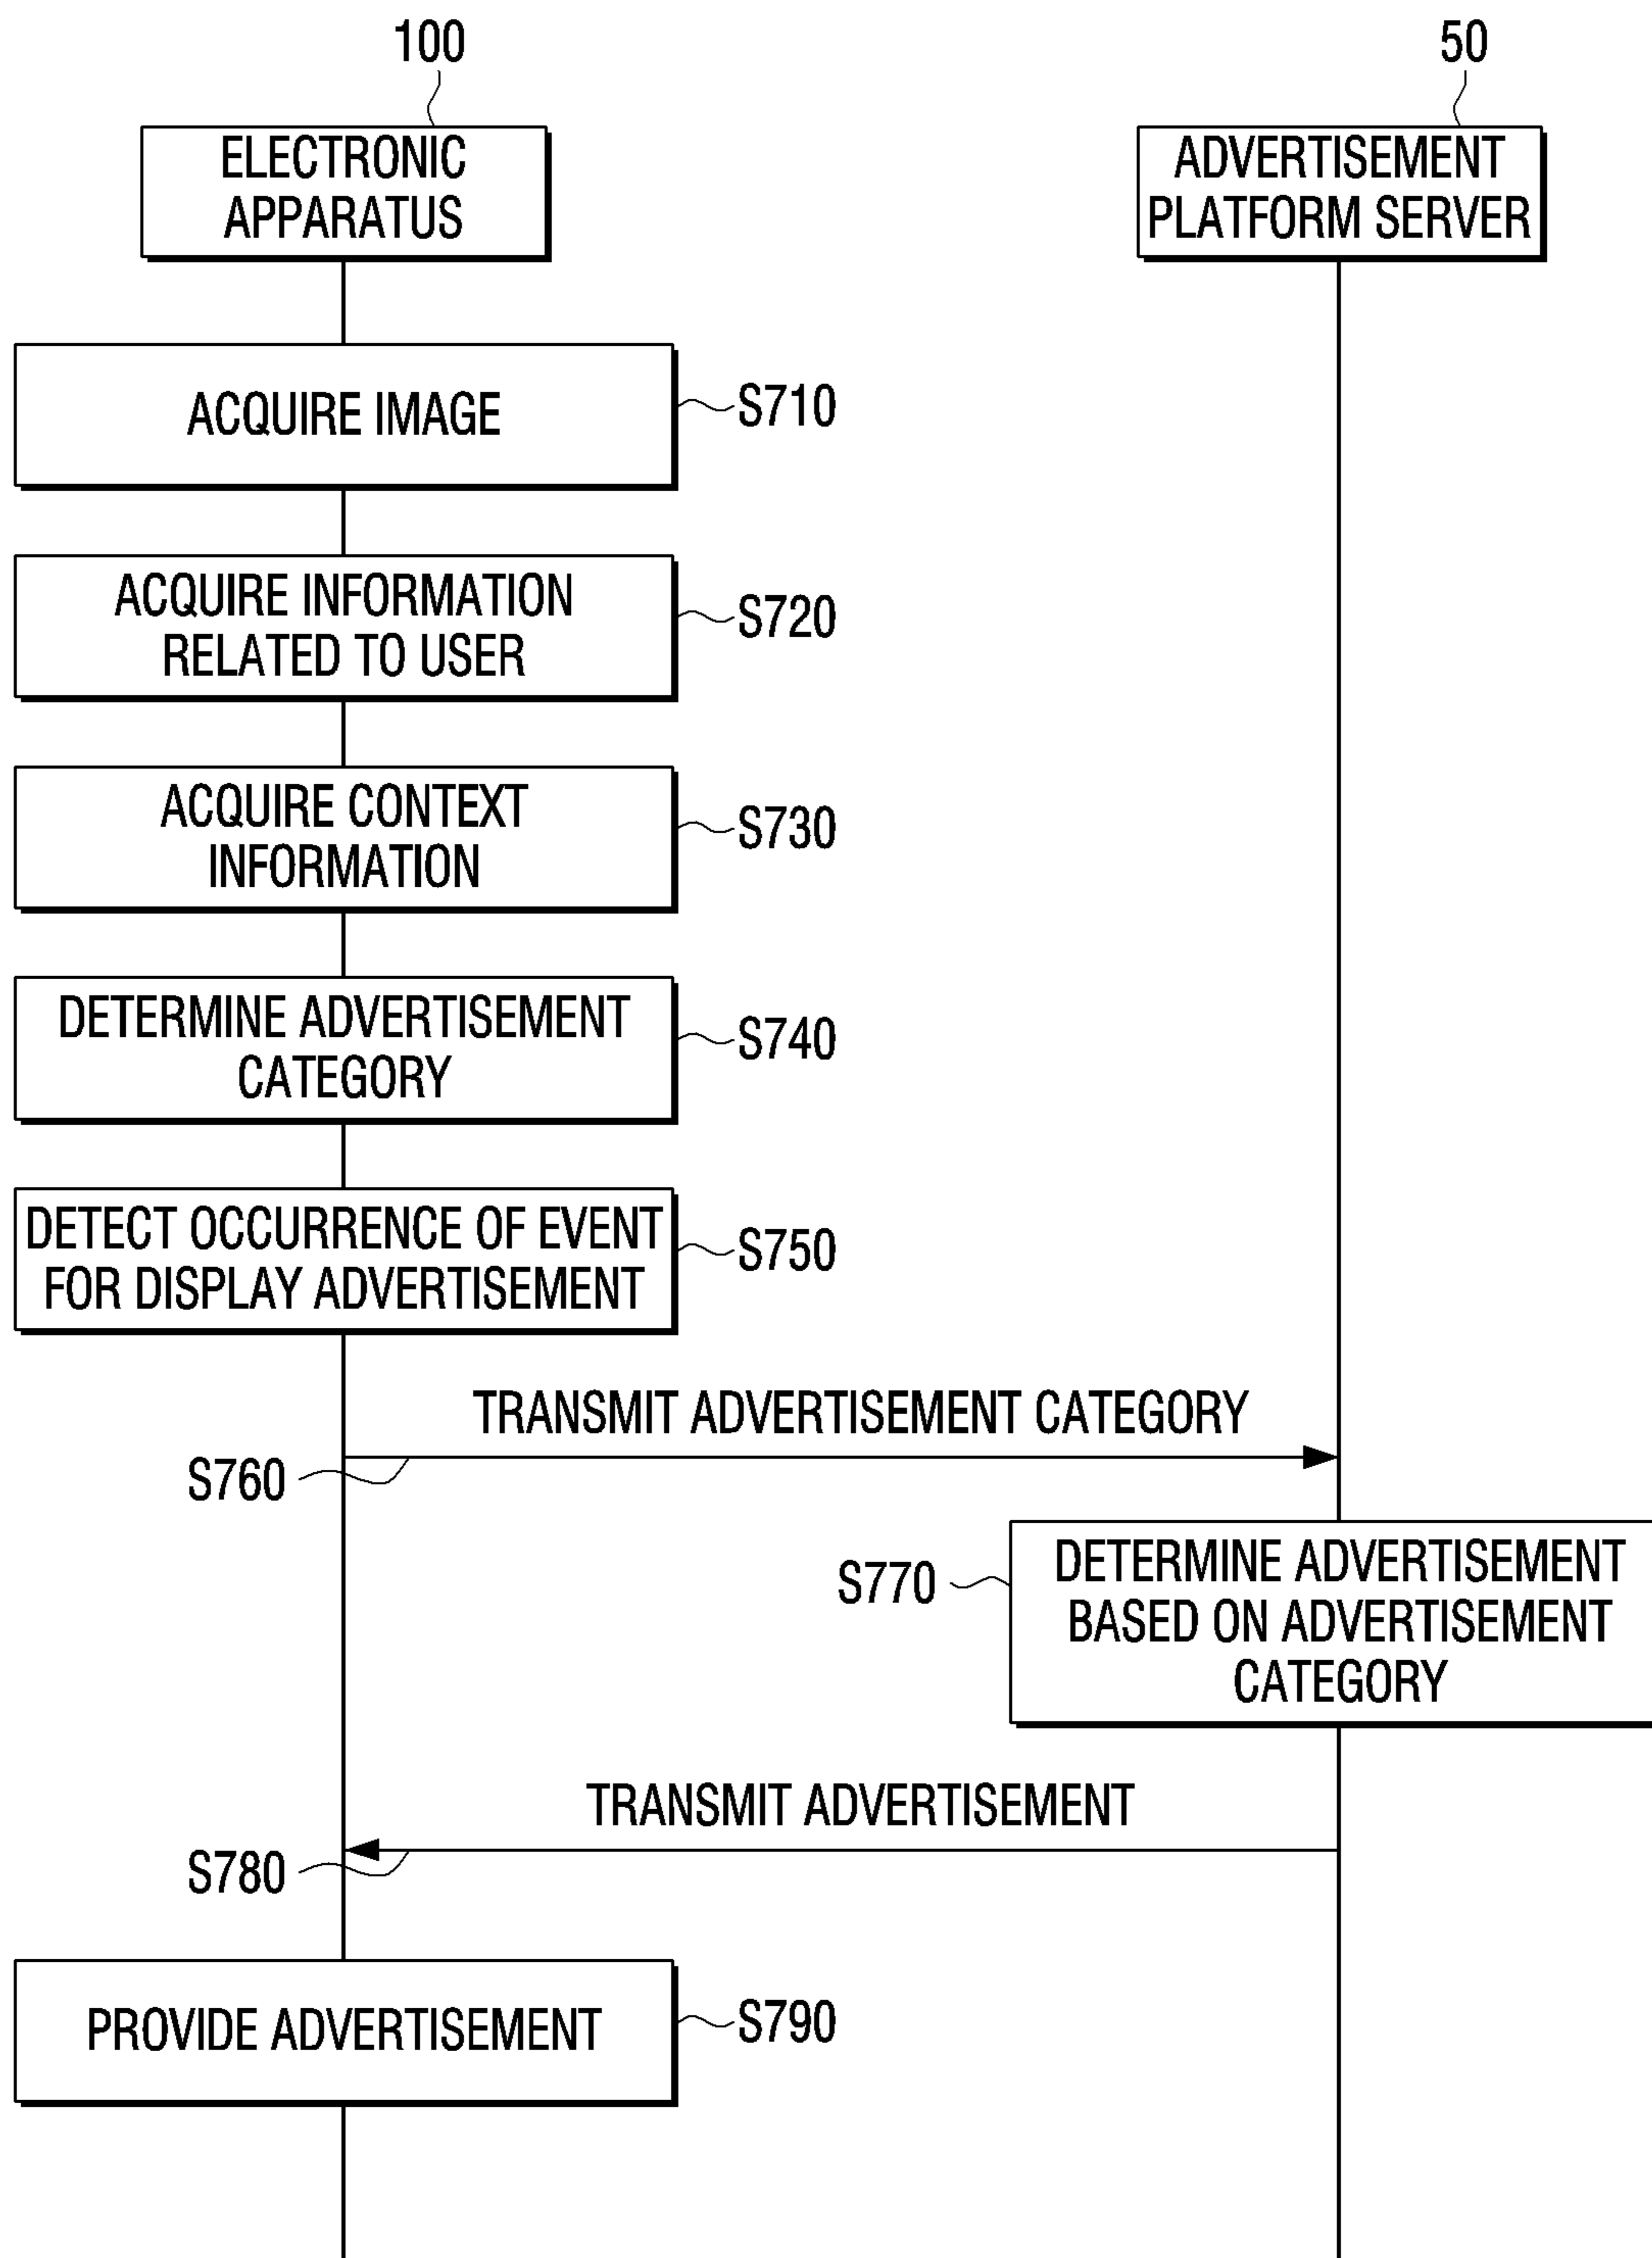 100
50
ELECTRONIC
APPARATUS
ADVERTISEMENT
PLATFORM SERVER
ACQUIRE IMAGE
S710
ACQUIRE INFORMATION
RELATED TO USER
S720
ACQUIRE CONTEXT
INFORMATION
S730
DETERMINE ADVERTISEMENT
CATEGORY
S740
DETECT OCCURRENCE OF EVENT
FOR DISPLAY ADVERTISEMENT
S750
TRANSMIT ADVERTISEMENT CATEGORY
S760
S770
DETERMINE ADVERTISEMENT
BASED ON ADVERTISEMENT
CATEGORY
TRANSMIT ADVERTISEMENT
S780
PROVIDE ADVERTISEMENT
S790